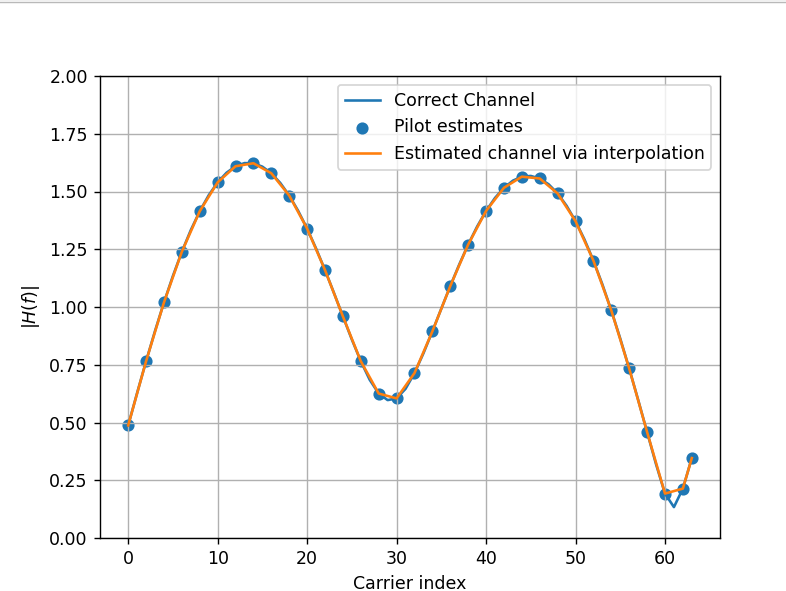 Correct Channel
Pilot estimates
Estimated channel via interpolation
2.00
1.75
1.50
1.25
1.00
0.75
0.50
0.25
0.00
|H(f)|
0 10 20 30 40 50 60
Carrier index